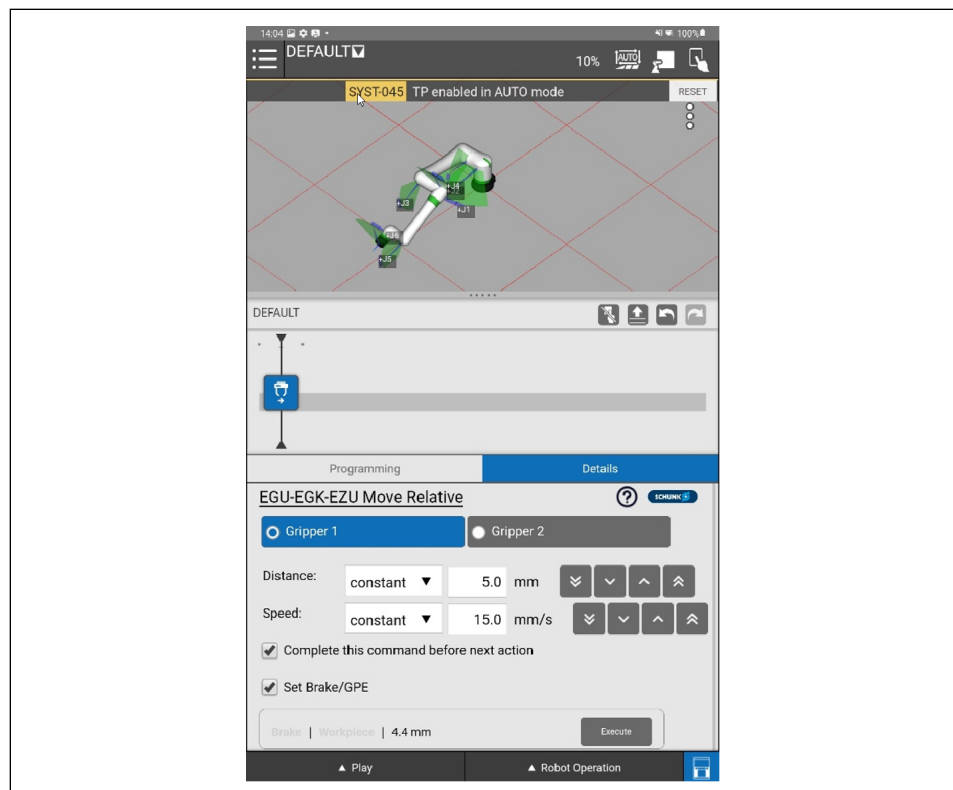 14:04 100%
DEFAULT
10% AUTO
SYST-045 TP enabled in AUTO mode RESET
+J4
+J3
+J1
+J6
+J5
DEFAULT
Programming Details
EGU-EGK-EZU Move Relative ? SCHUNK
Gripper 1 Gripper 2
Distance: constant 5.0 mm
Speed: constant 15.0 mm/s
Complete this command before next action
Set Brake/GPE
Brake | Workpiece | 4.4 mm Execute
Play Robot Operation